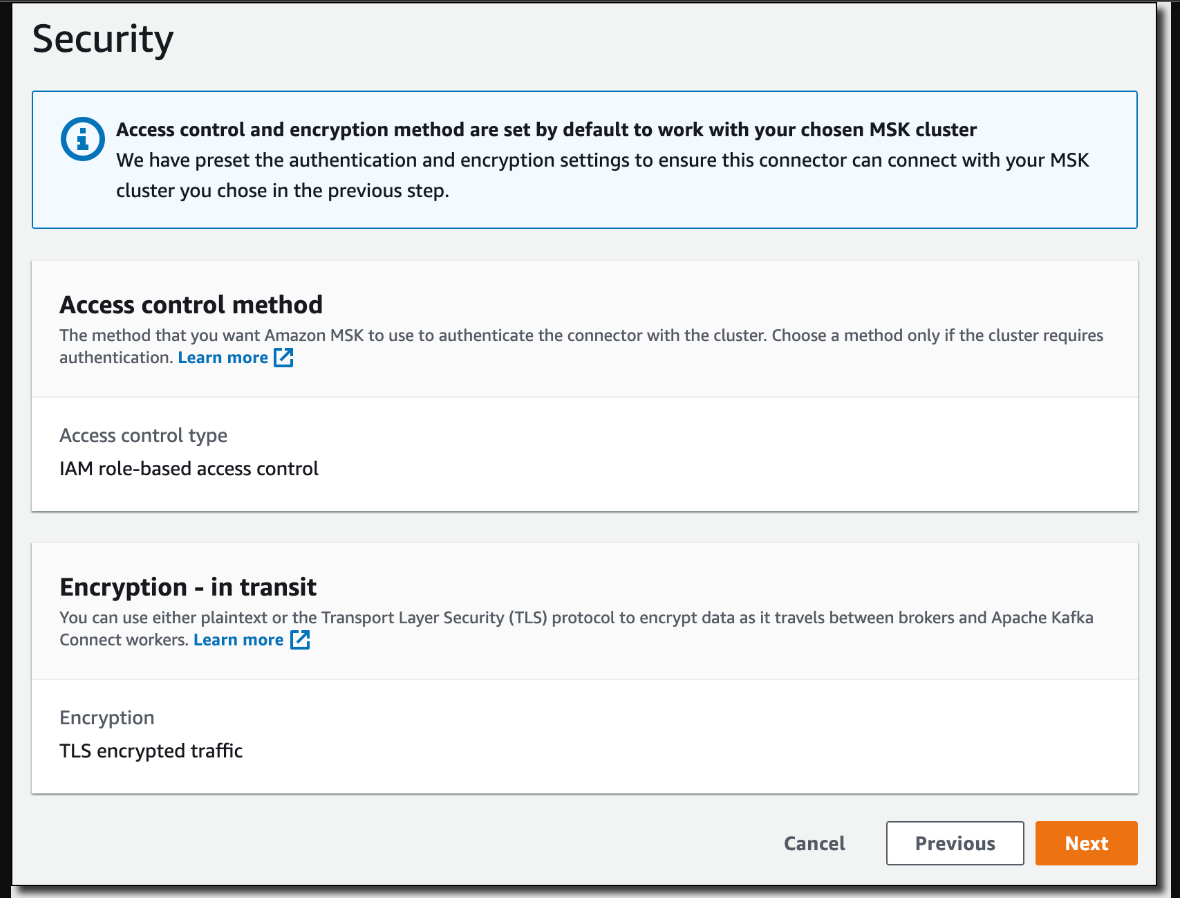 Security
Access control and encryption method are set by default to work with your chosen MSK cluster
We have preset the authentication and encryption settings to ensure this connector can connect with your MSK
cluster you chose in the previous step.
Access control method
The method that you want Amazon MSK to use to authenticate the connector with the cluster. Choose a method only if the cluster requires
authentication. Learn more
Access control type
IAM role-based access control
Encryption - in transit
You can use either plaintext or the Transport Layer Security (TLS) protocol to encrypt data as it travels between brokers and Apache Kafka
Connect workers. Learn more
Encryption
TLS encrypted traffic
Cancel Previous Next